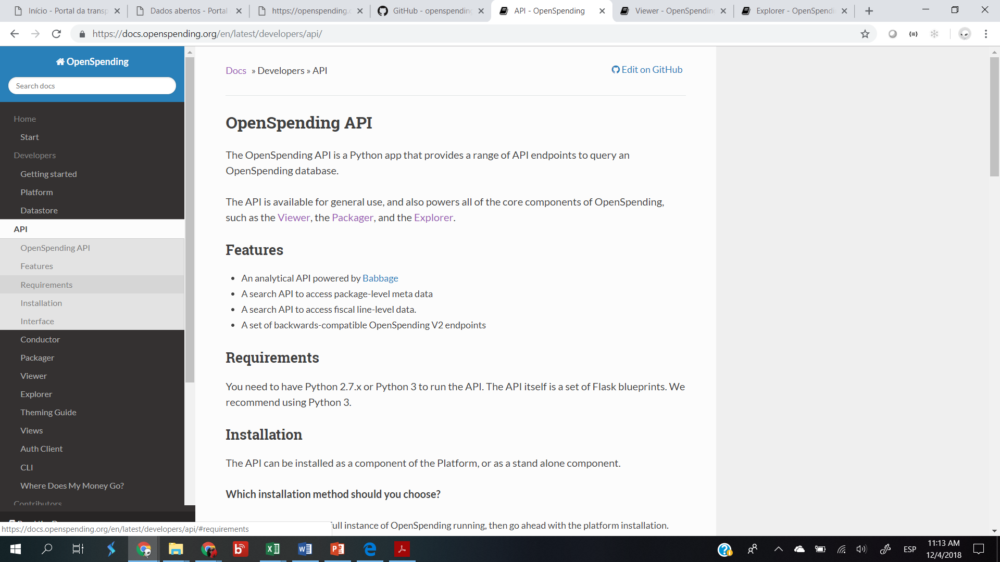 Início - Portal da transp
Dados abertos - Portal
https://openspending.
GitHub - openspending
API - OpenSpending
Viewer - OpenSpendin
Explorer - OpenSpendi
https://docs.openspending.org/en/latest/developers/api/
OpenSpending
Search docs
Home
Start
Developers
Getting started
Platform
Datastore
API
OpenSpending API
Features
Requirements
Installation
Interface
Conductor
Packager
Viewer
Explorer
Theming Guide
Views
Auth Client
CLI
Where Does My Money Go?
Contributors
Docs » Developers » API
Edit on GitHub
OpenSpending API
The OpenSpending API is a Python app that provides a range of API endpoints to query an
OpenSpending database.
The API is available for general use, and also powers all of the core components of OpenSpending,
such as the Viewer, the Packager, and the Explorer.
Features
• An analytical API powered by Babbage
• A search API to access package-level meta data
• A search API to access fiscal line-level data.
• A set of backwards-compatible OpenSpending V2 endpoints
Requirements
You need to have Python 2.7.x or Python 3 to run the API. The API itself is a set of Flask blueprints. We
recommend using Python 3.
Installation
The API can be installed as a component of the Platform, or as a stand alone component.
Which installation method should you choose?
full instance of OpenSpending running, then go ahead with the platform installation.
https://docs.openspending.org/en/latest/developers/api/#requirements
ESP
11:13 AM
12/4/2018